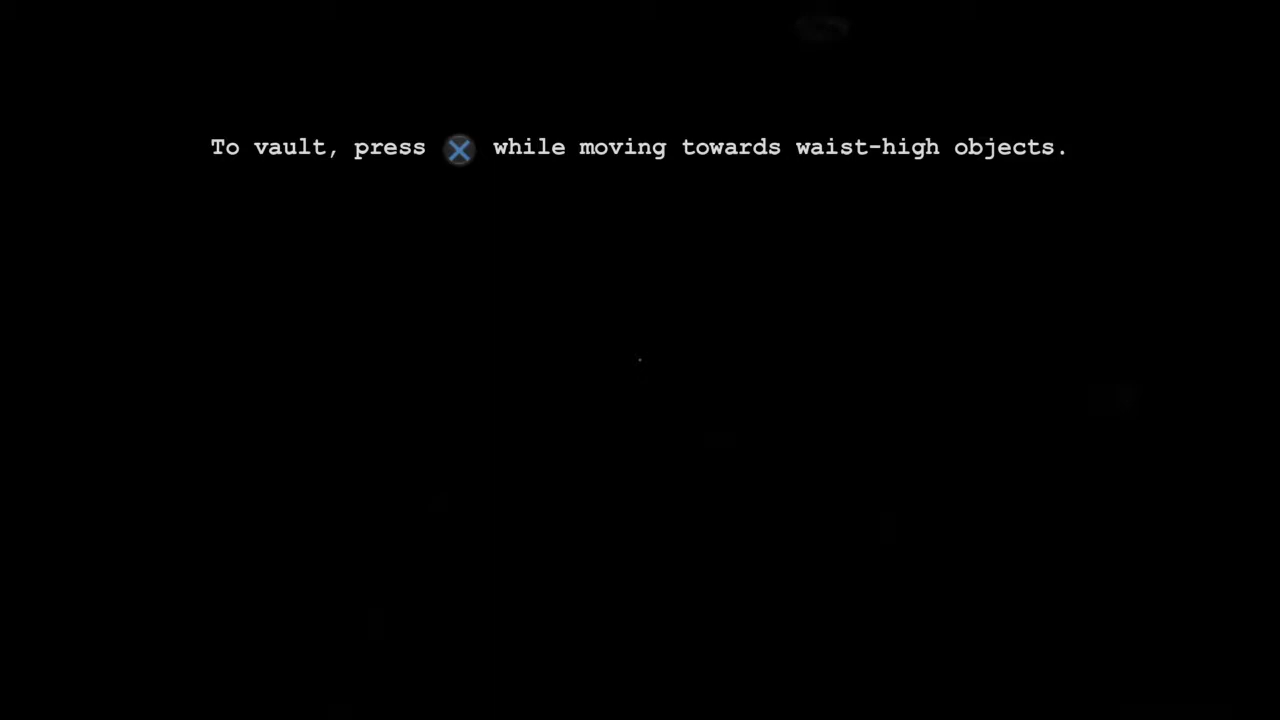 To vault, press ⓧ while moving towards waist-high objects.